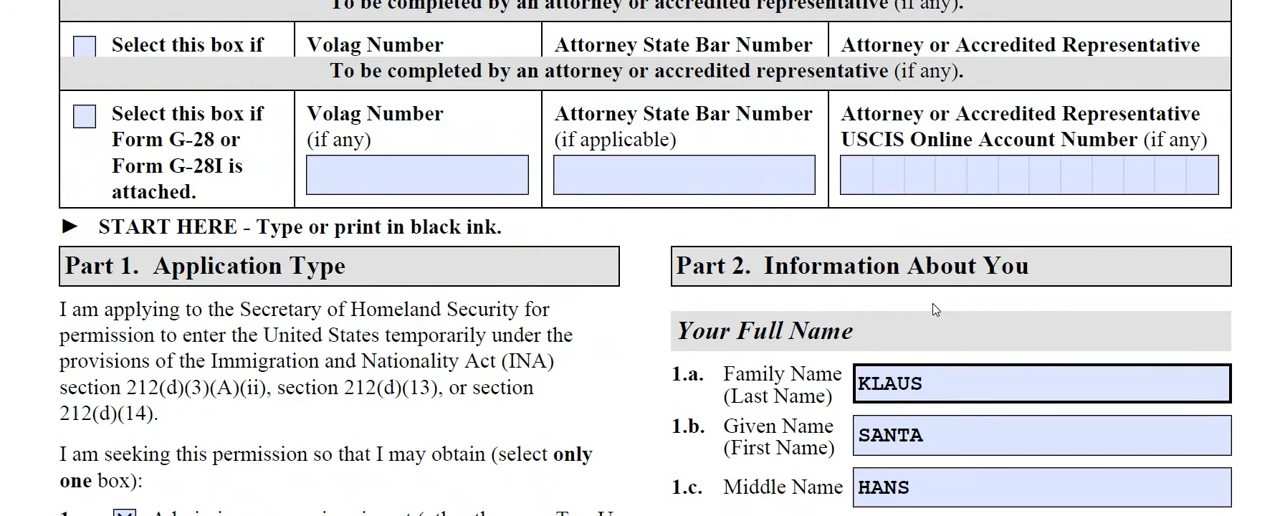 To be completed by an attorney or accredited representative (if any).
Select this box if
Volag Number
Attorney State Bar Number
Attorney or Accredited Representative
To be completed by an attorney or accredited representative (if any).
Select this box if
Form G-28 or
Form G-28I is
attached.
Volag Number
(if any)
Attorney State Bar Number
(if applicable)
Attorney or Accredited Representative
USCIS Online Account Number (if any)
► START HERE - Type or print in black ink.
Part 1. Application Type
I am applying to the Secretary of Homeland Security for
permission to enter the United States temporarily under the
provisions of the Immigration and Nationality Act (INA)
section 212(d)(3)(A)(ii), section 212(d)(13), or section
212(d)(14).
I am seeking this permission so that I may obtain (select only
one box):
Part 2. Information About You
Your Full Name
1.a. Family Name
(Last Name)
KLAUS
1.b. Given Name
(First Name)
SANTA
1.c. Middle Name HANS